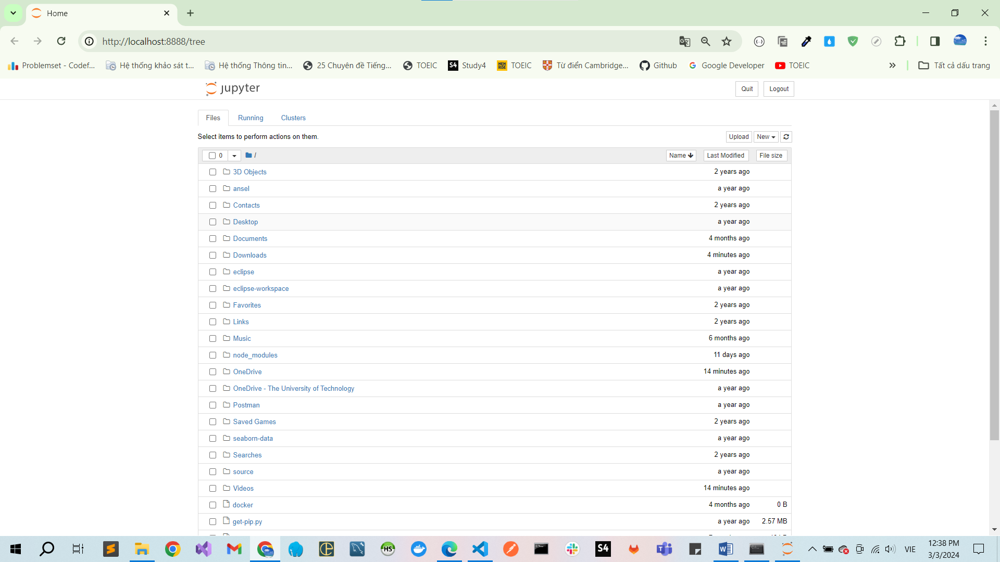 Home
http://localhost:8888/tree
Problemset - Codef...
Hệ thống khảo sát t...
Hệ thống Thông tin...
25 Chuyên đề Tiếng...
TOEIC
S4 Study4
MEM RISE TOEIC
Từ điển Cambridge...
Github
Google Developer
TOEIC
Tất cả dấu trang
jupyter
Quit Logout
Files Running Clusters
Select items to perform actions on them.
Upload New
0 / Name Last Modified File size
3D Objects 2 years ago
ansel a year ago
Contacts 2 years ago
Desktop a year ago
Documents 4 months ago
Downloads 4 minutes ago
eclipse a year ago
eclipse-workspace a year ago
Favorites 2 years ago
Links 2 years ago
Music 6 months ago
node_modules 11 days ago
OneDrive 14 minutes ago
OneDrive - The University of Technology a year ago
Postman a year ago
Saved Games 2 years ago
seaborn-data a year ago
Searches 2 years ago
source a year ago
Videos 14 minutes ago
docker 4 months ago 0 B
get-pip.py a year ago 2.57 MB
HS
S4
VIE
12:38 PM
3/3/2024